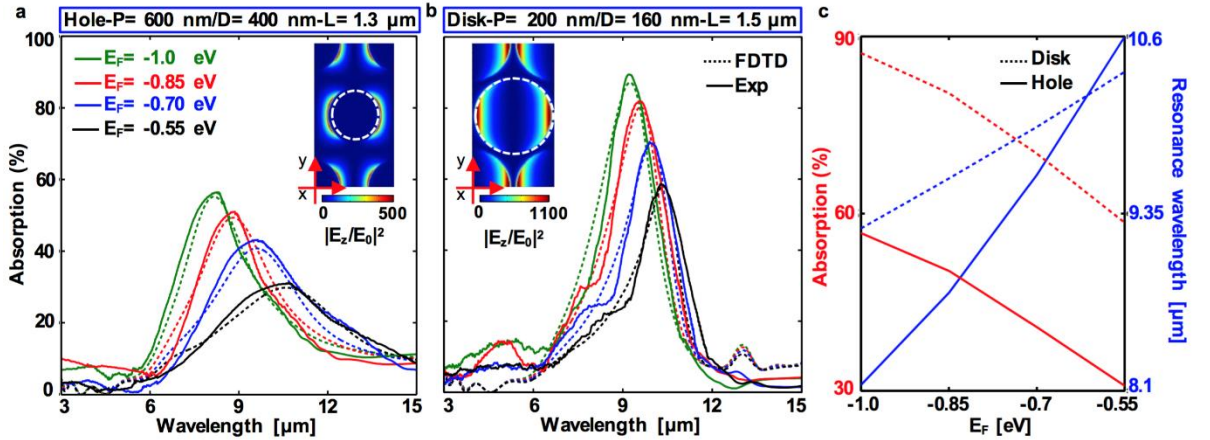 a
Hole-P= 600 nm/D= 400 nm-L= 1.3 µm
100
80
60
40
20
0
Absorption (%)
E_F= -1.0 eV
E_F= -0.85 eV
E_F= -0.70 eV
E_F= -0.55 eV
y
x
0 500
|E_z/E_0|²
3 6 9 12 15
Wavelength [µm]
b
Disk-P= 200 nm/D= 160 nm-L= 1.5 µm
FDTD
Exp
y
x
0 1100
|E_z/E_0|²
3 6 9 12 15
Wavelength [µm]
c
90
60
30
Absorption (%)
Disk
Hole
10.6
9.35
8.1
Resonance wavelength [µm]
-1.0 -0.85 -0.7 -0.55
E_F [eV]